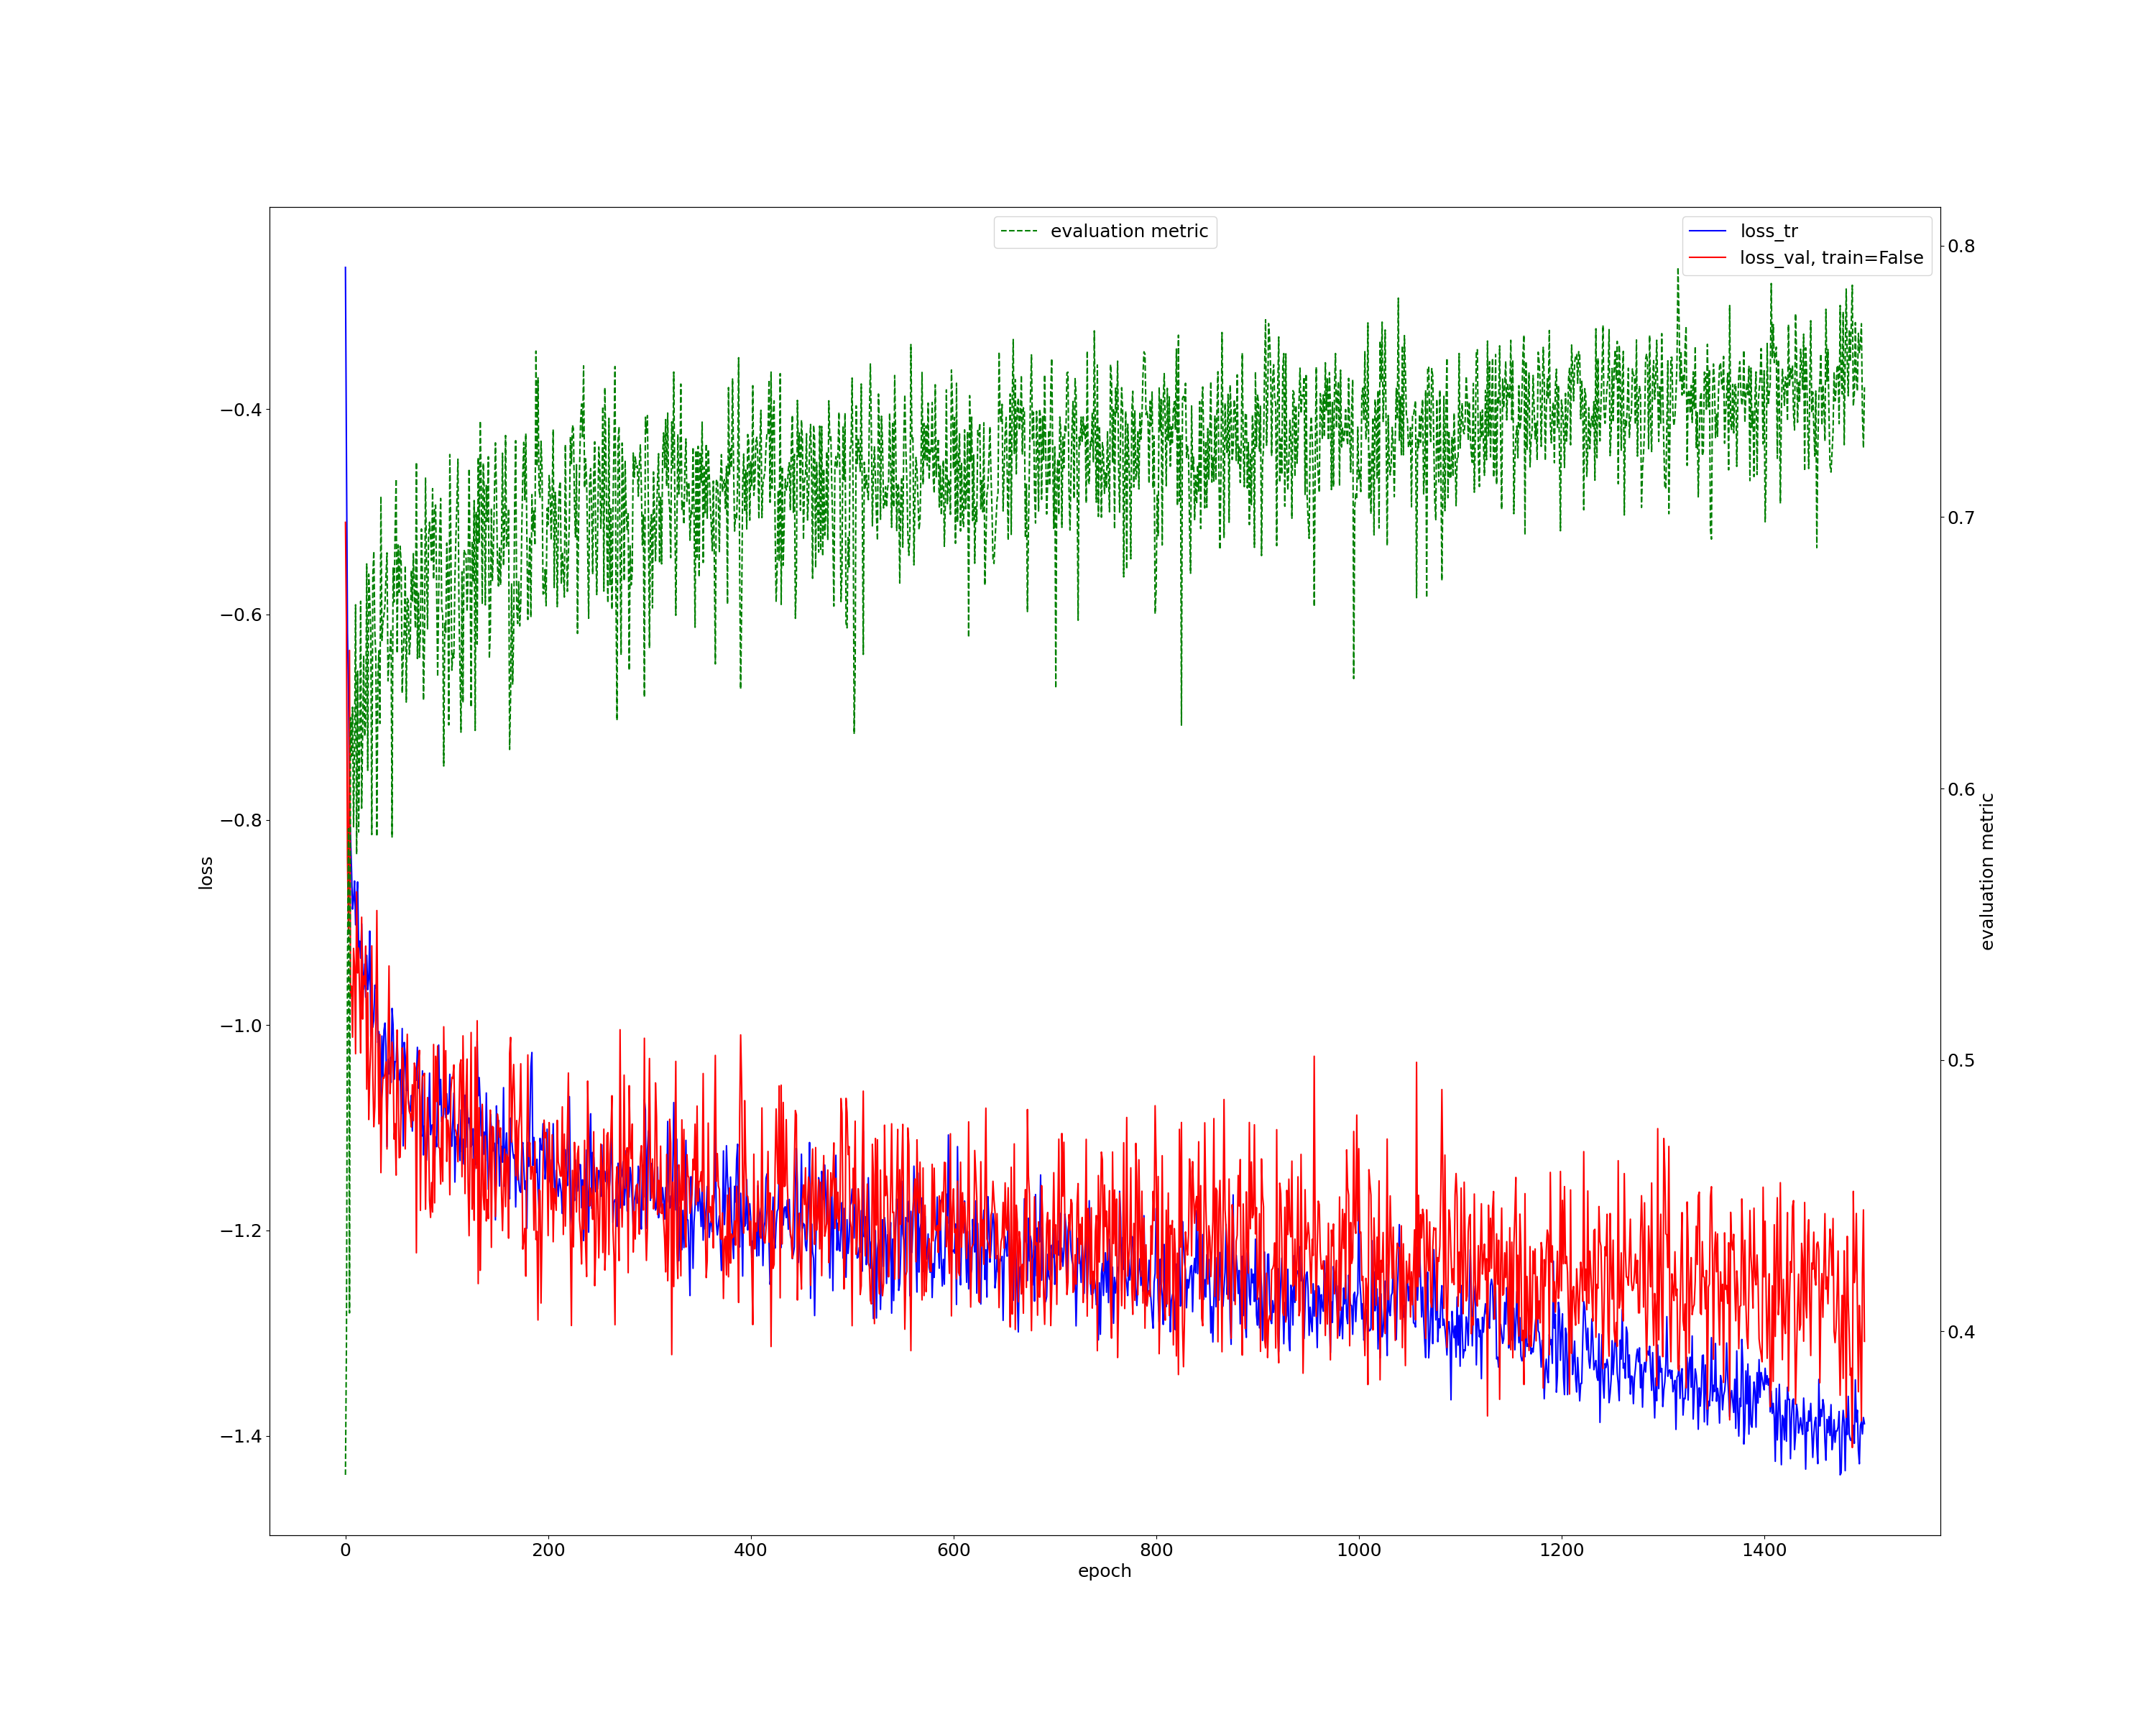 evaluation metric
loss_tr
loss_val, train=False
−0.4
−0.6
−0.8
−1.0
−1.2
−1.4
loss
0.8
0.7
0.6
0.5
0.4
evaluation metric
0 200 400 600 800 1000 1200 1400
epoch